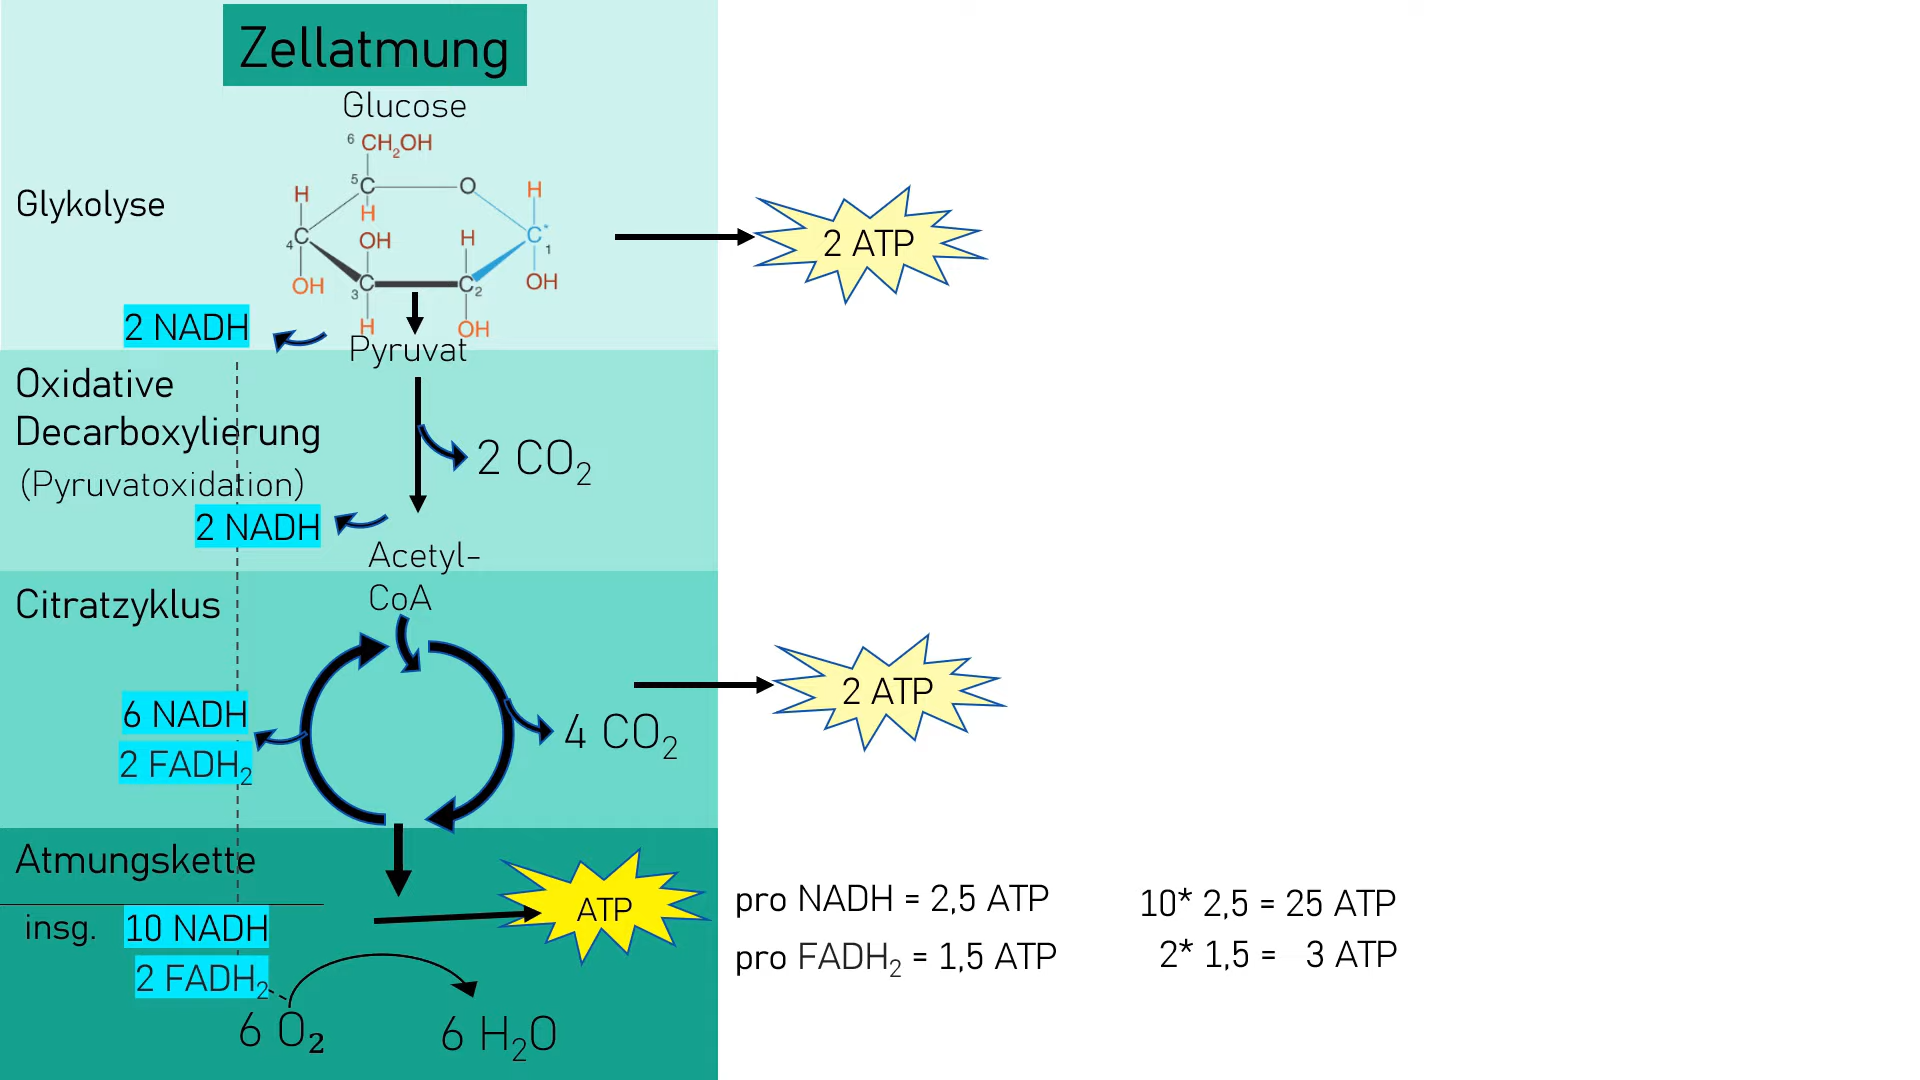 Zellatmung
Glucose
6 CH2OH
H 5 C O H
Glykolyse
H
4 C OH H C* 1
OH 3 C C 2 OH
H OH
2 ATP
2 NADH
Pyruvat
Oxidative
Decarboxylierung
(Pyruvatoxidation)
2 CO2
2 NADH
Acetyl-
CoA
Citratzyklus
6 NADH
2 FADH2
4 CO2
2 ATP
Atmungskette
ATP
insg. 10 NADH
2 FADH2
6 O2
6 H2O
pro NADH = 2,5 ATP
pro FADH2 = 1,5 ATP
10* 2,5 = 25 ATP
2* 1,5 = 3 ATP